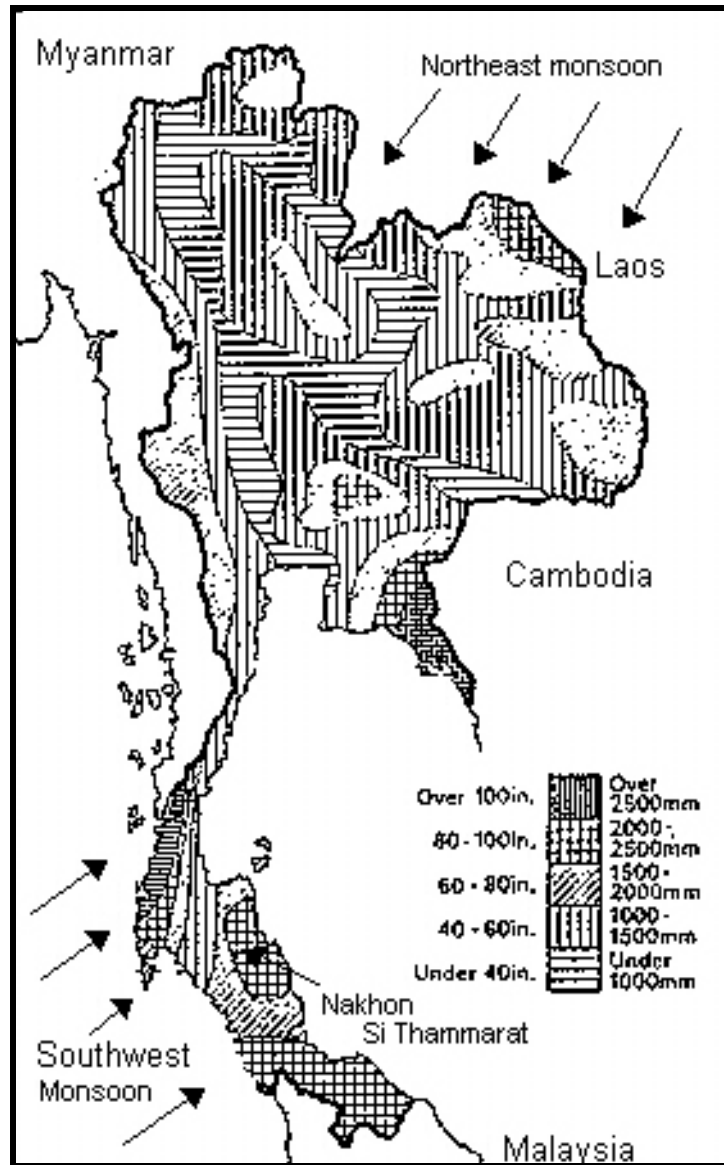 Myanmar
Northeast monsoon
Laos
Cambodia
Over 100in.
80-100in.
60-80in.
40-60in.
Under 40in.
Over
2500mm
2000-
2500mm
1500-
2000mm
1000-
1500mm
Under
1000mm
Nakhon
Si Thammarat
Southwest
Monsoon
Malaysia